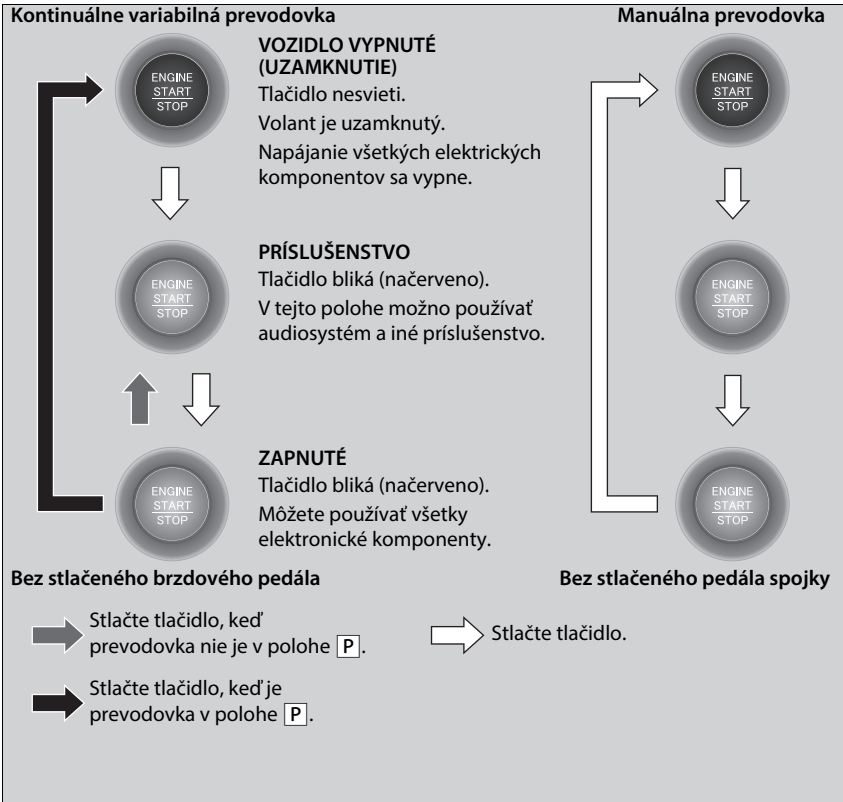 Kontinuálne variabilná prevodovka
Manuálna prevodovka
ENGINE
START
STOP
VOZIDLO VYPNUTÉ
(UZAMKNUTIE)
Tlačidlo nesvieti.
Volant je uzamknutý.
Napájanie všetkých elektrických
komponentov sa vypne.
ENGINE
START
STOP
ENGINE
START
STOP
PRÍSLUŠENSTVO
Tlačidlo bliká (načerveno).
V tejto polohe možno používať
audiosystém a iné príslušenstvo.
ENGINE
START
STOP
ENGINE
START
STOP
ZAPNUTÉ
Tlačidlo bliká (načerveno).
Môžete používať všetky
elektronické komponenty.
ENGINE
START
STOP
Bez stlačeného brzdového pedála
Bez stlačeného pedála spojky
Stlačte tlačidlo, keď
prevodovka nie je v polohe P.
Stlačte tlačidlo.
Stlačte tlačidlo, keď je
prevodovka v polohe P.